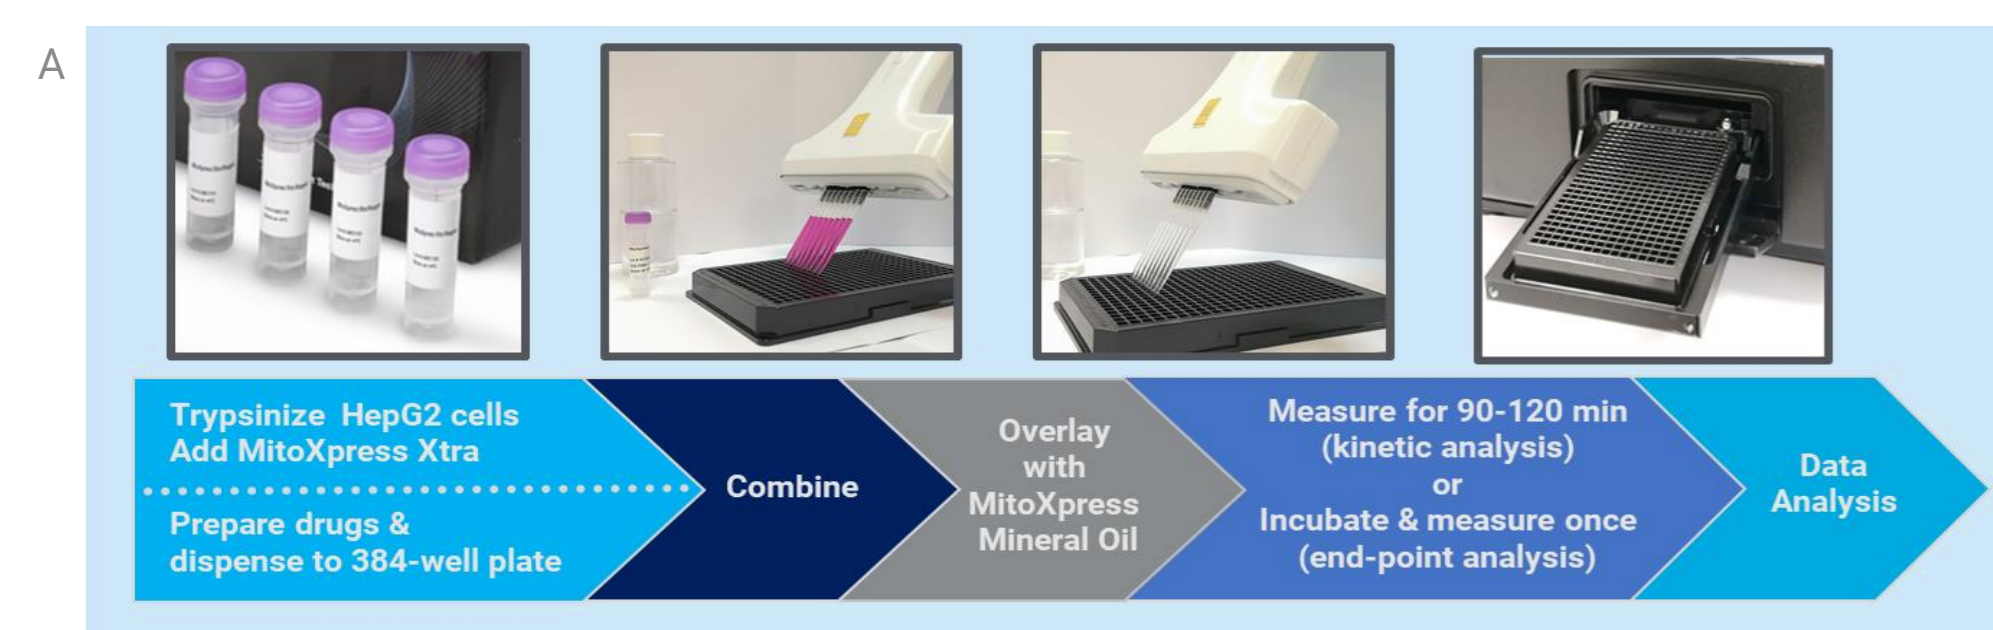 A
Trypsinize HepG2 cells
Add MitoXpress Xtra
Prepare drugs &
dispense to 384-well plate
Combine
Overlay
with
MitoXpress
Mineral Oil
Measure for 90-120 min
(kinetic analysis)
or
Incubate & measure once
(end-point analysis)
Data
Analysis